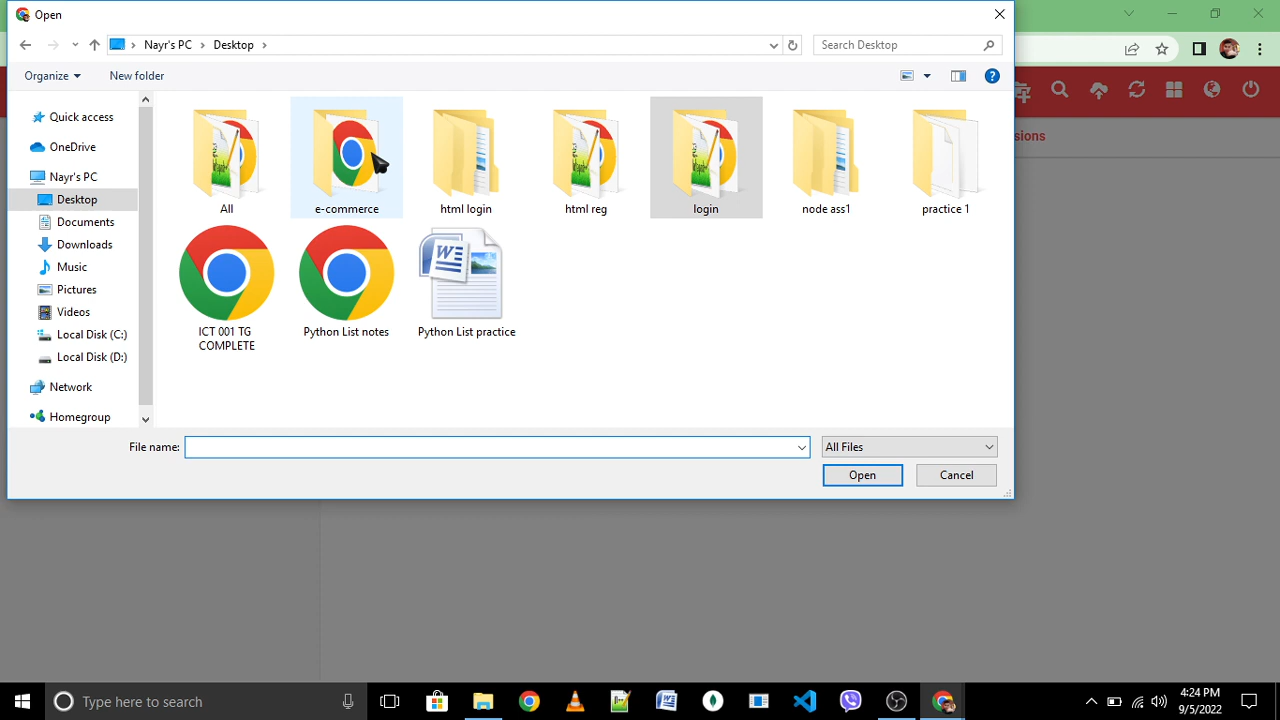 Open
Nayr's PC
Desktop
Search Desktop
Organize
New folder
Quick access
OneDrive
Nayr's PC
Desktop
Documents
Downloads
Music
Pictures
Videos
Local Disk (C:)
Local Disk (D:)
Network
Homegroup
All
e-commerce
html login
html reg
login
node ass1
practice 1
ICT 001 TG
COMPLETE
Python List notes
Python List practice
sions
File name:
All Files
Open
Cancel
Type here to search
4:24 PM
9/5/2022